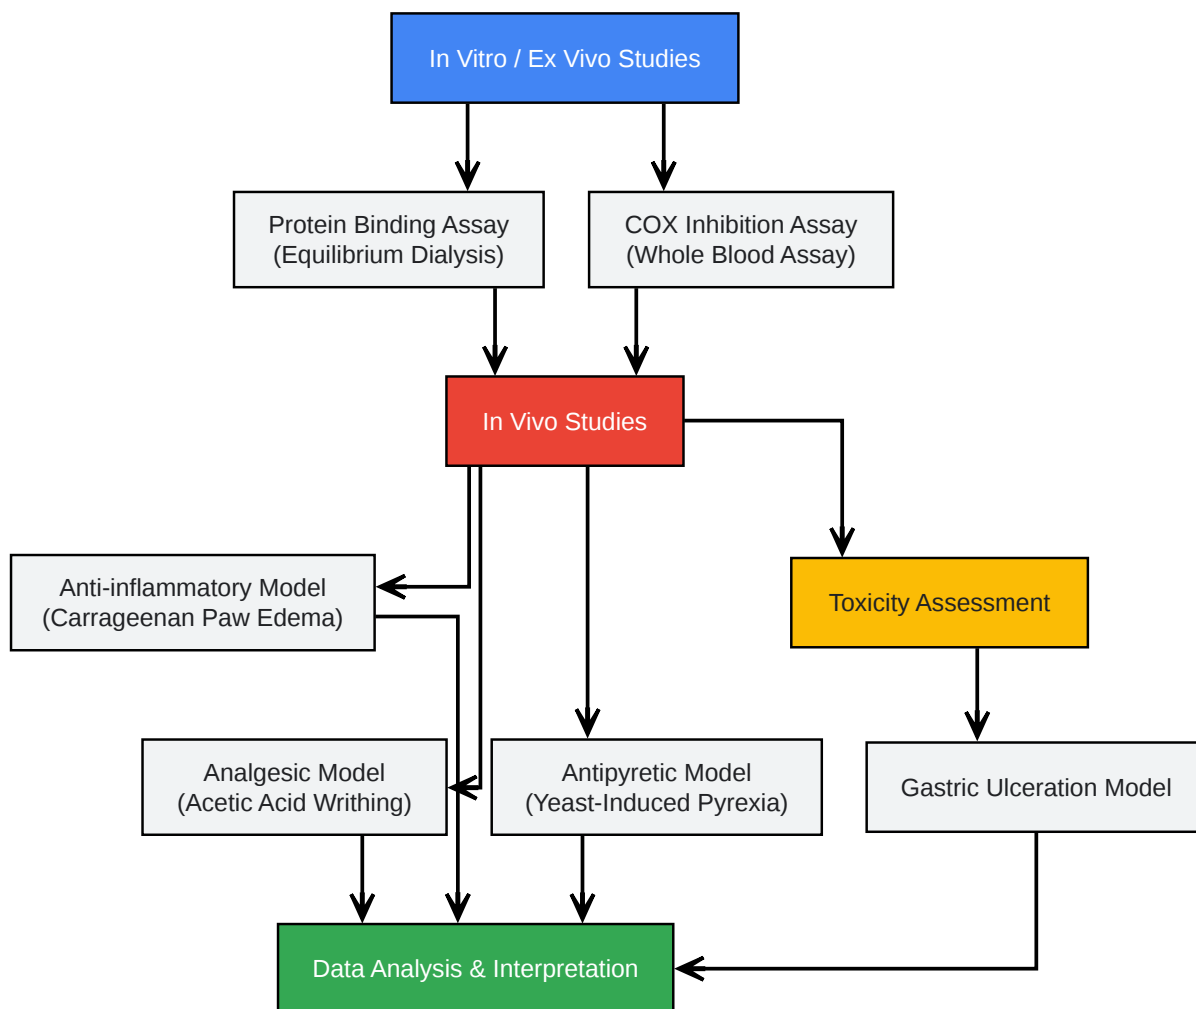 In Vitro / Ex Vivo Studies
Protein Binding Assay
(Equilibrium Dialysis)
COX Inhibition Assay
(Whole Blood Assay)
In Vivo Studies
Anti-inflammatory Model
(Carrageenan Paw Edema)
Toxicity Assessment
Analgesic Model
(Acetic Acid Writhing)
Antipyretic Model
(Yeast-Induced Pyrexia)
Gastric Ulceration Model
Data Analysis & Interpretation